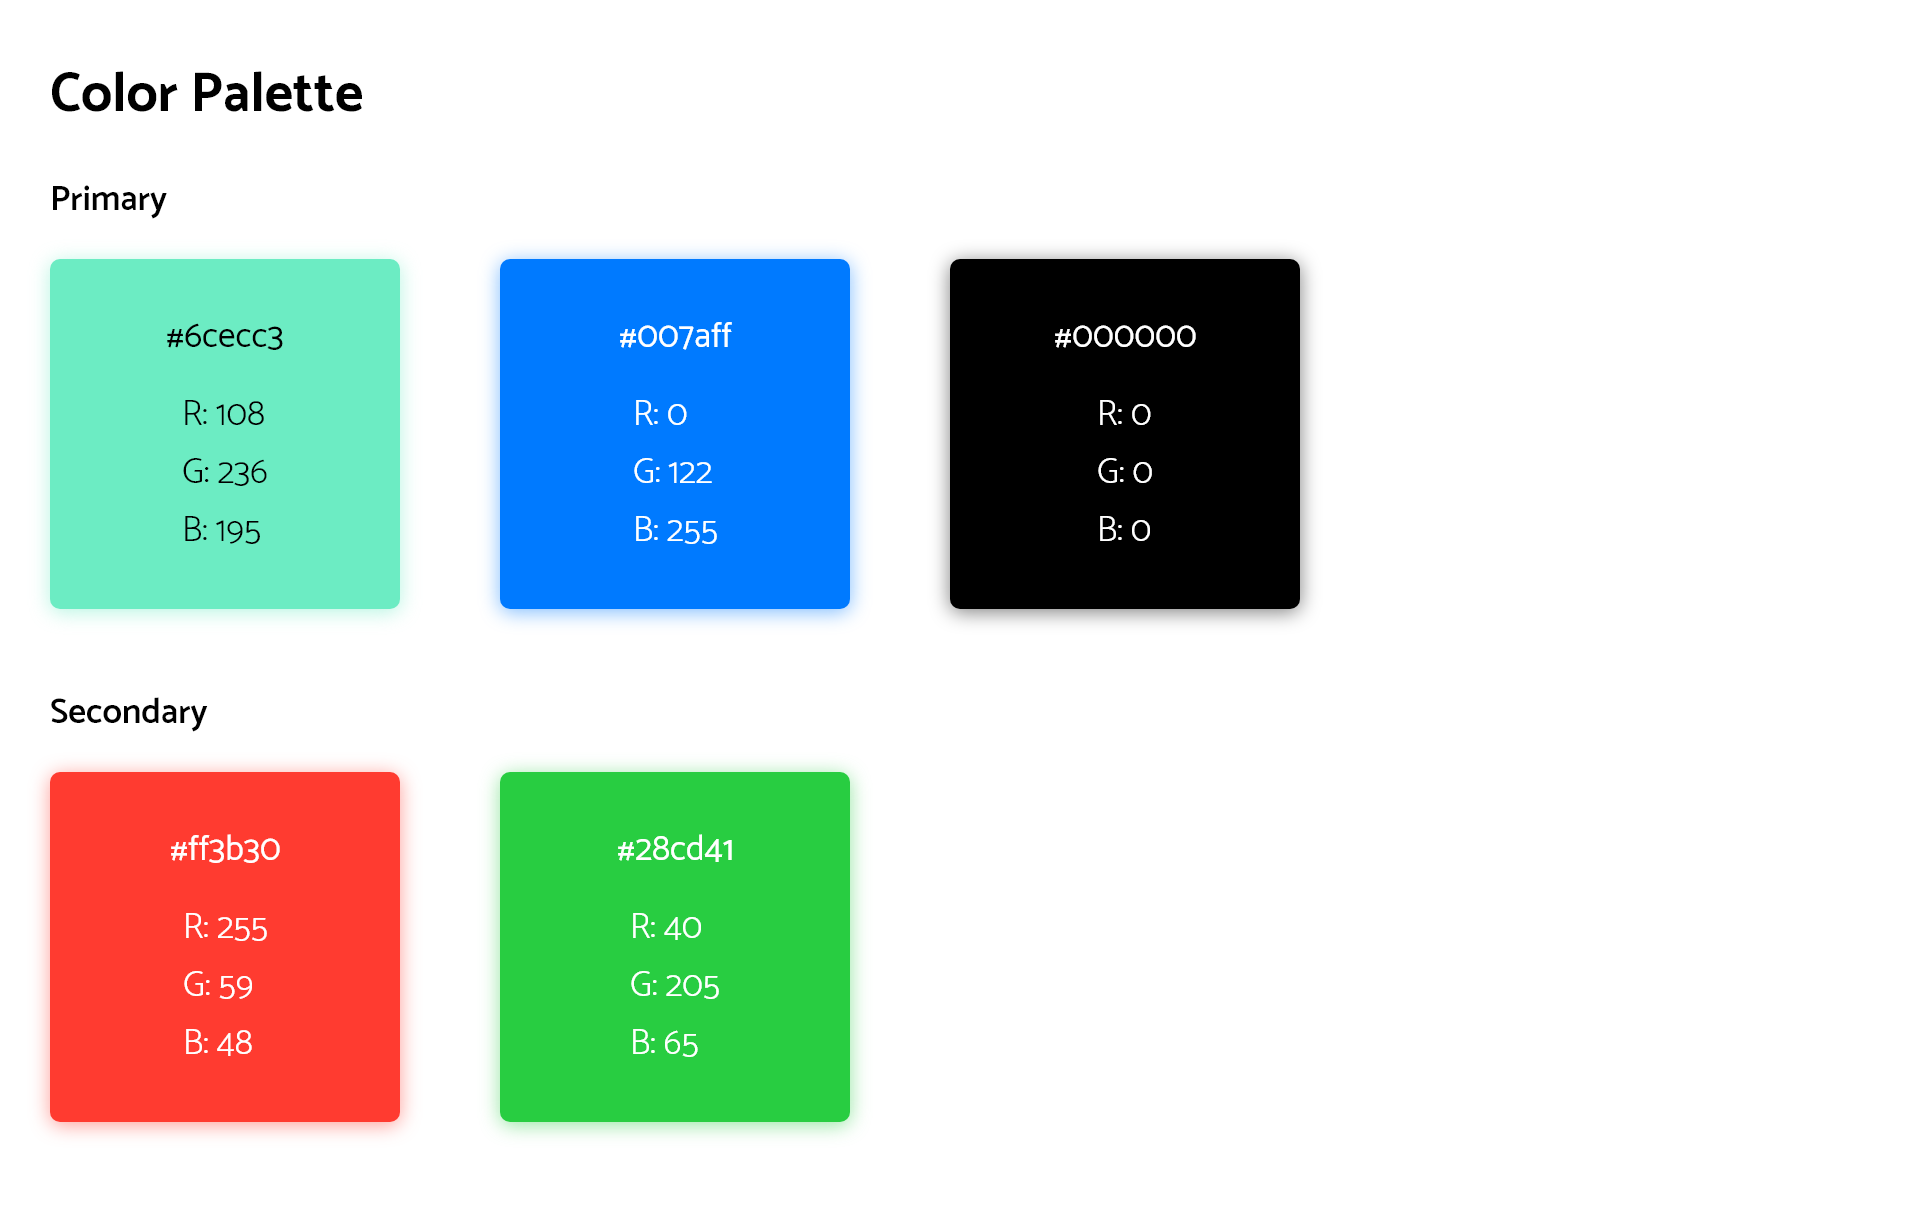 Color Palette
Primary
#6cecc3
R: 108
G: 236
B: 195
#007aff
R: 0
G: 122
B: 255
#000000
R: 0
G: 0
B: 0
Secondary
#ff3b30
R: 255
G: 59
B: 48
#28cd41
R: 40
G: 205
B: 65